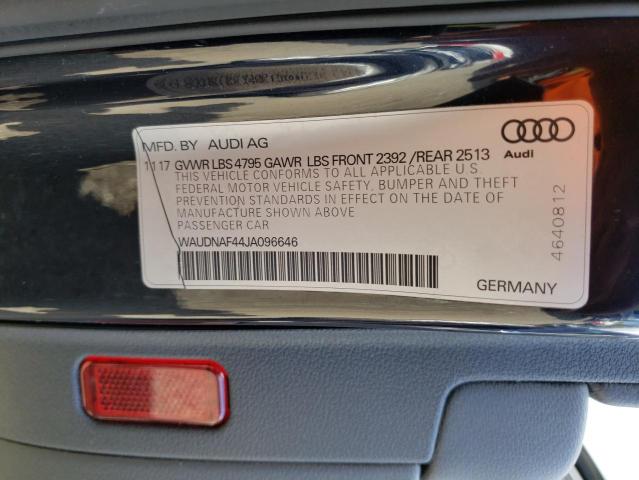 MFD. BY AUDI AG
11 17 GVWR LBS 4795 GAWR LBS FRONT 2392 /REAR 2513
THIS VEHICLE CONFORMS TO ALL APPLICABLE U.S.
FEDERAL MOTOR VEHICLE SAFETY, BUMPER AND THEFT
PREVENTION STANDARDS IN EFFECT ON THE DATE OF
MANUFACTURE SHOWN ABOVE
PASSENGER CAR
WAUDNAF44JA096646
Audi
4640812
GERMANY